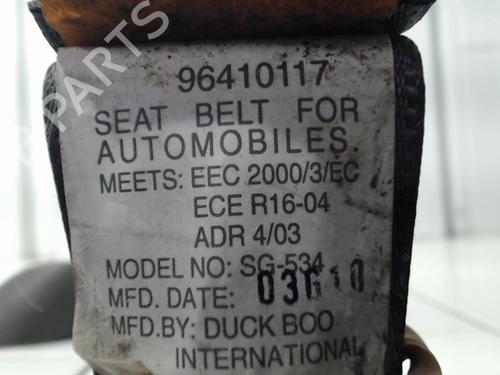 96410117
SEAT BELT FOR
AUTOMOBILES.
MEETS: EEC 2000/3/EC
ECE R16-04
ADR 4/03
MODEL NO: SG-534
MFD. DATE: 03G10
MFD.BY: DUCK BOO
INTERNATIONAL